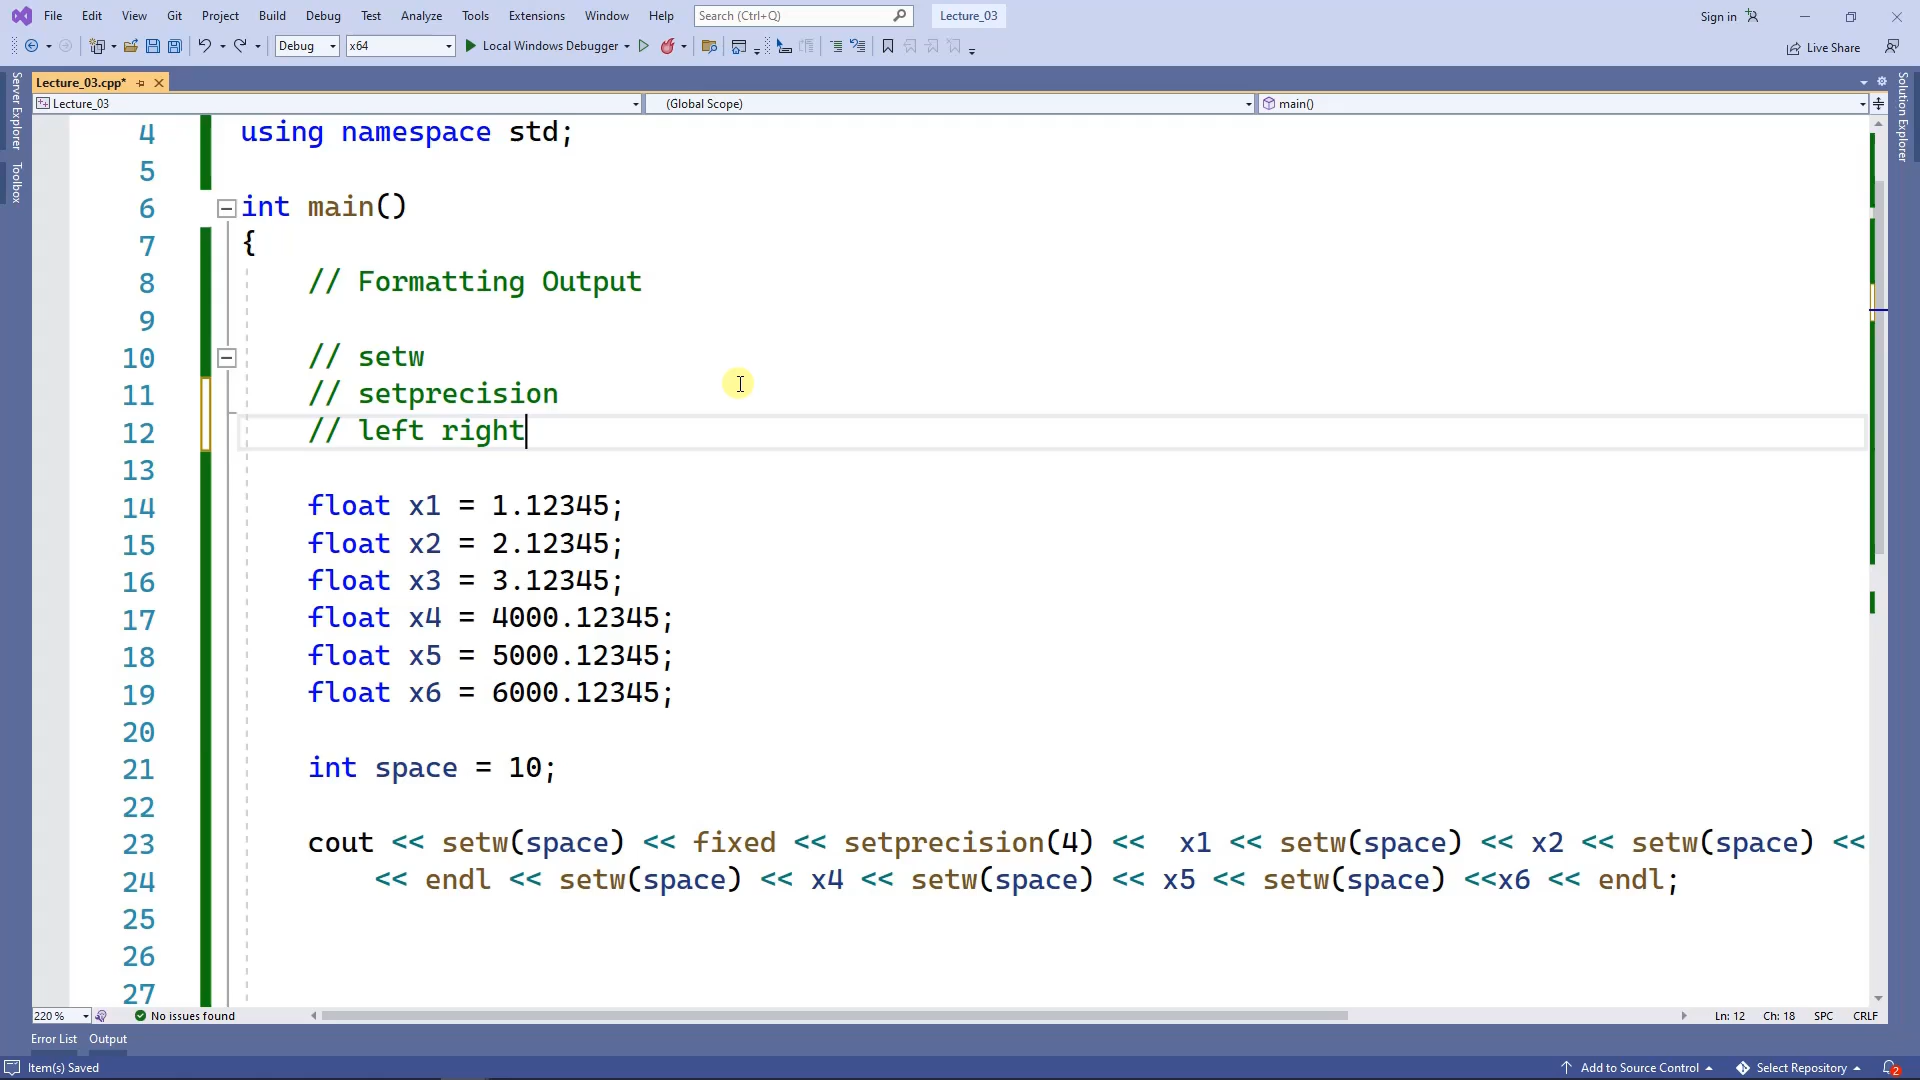 File Edit View Git Project Build Debug Test Analyze Tools Extensions Window Help Search (Ctrl+Q) Lecture_03 Sign in
Debug x64 Local Windows Debugger Live Share
Lecture_03.cpp*
Lecture_03 (Global Scope) main()
Server Explorer
Toolbox
Solution Explorer
4 using namespace std;
5
6 int main()
7 {
8 // Formatting Output
9
10 // setw
11 // setprecision
12 // left right
13
14 float x1 = 1.12345;
15 float x2 = 2.12345;
16 float x3 = 3.12345;
17 float x4 = 4000.12345;
18 float x5 = 5000.12345;
19 float x6 = 6000.12345;
20
21 int space = 10;
22
23 cout << setw(space) << fixed << setprecision(4) <<  x1 << setw(space) << x2 << setw(space) <<
24 << endl << setw(space) << x4 << setw(space) << x5 << setw(space) <<x6 << endl;
25
26
27
220 % No issues found Ln: 12 Ch: 18 SPC CRLF
Error List Output
Item(s) Saved Add to Source Control Select Repository 2